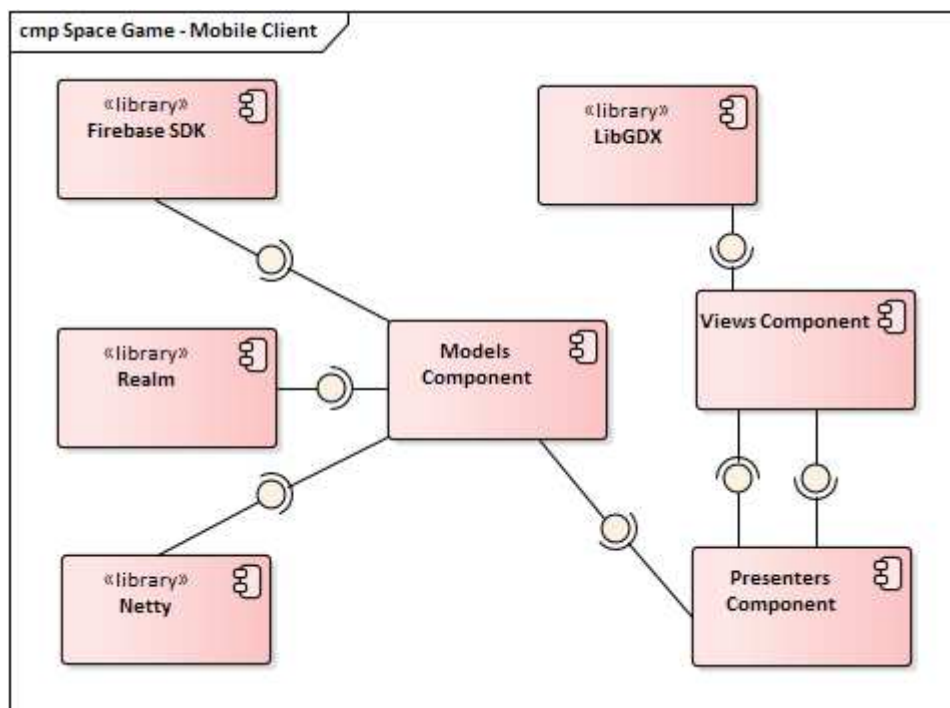 cmp Space Game - Mobile Client
«library»
Firebase SDK
«library»
LibGDX
«library»
Realm
Models
Component
Views Component
«library»
Netty
Presenters
Component